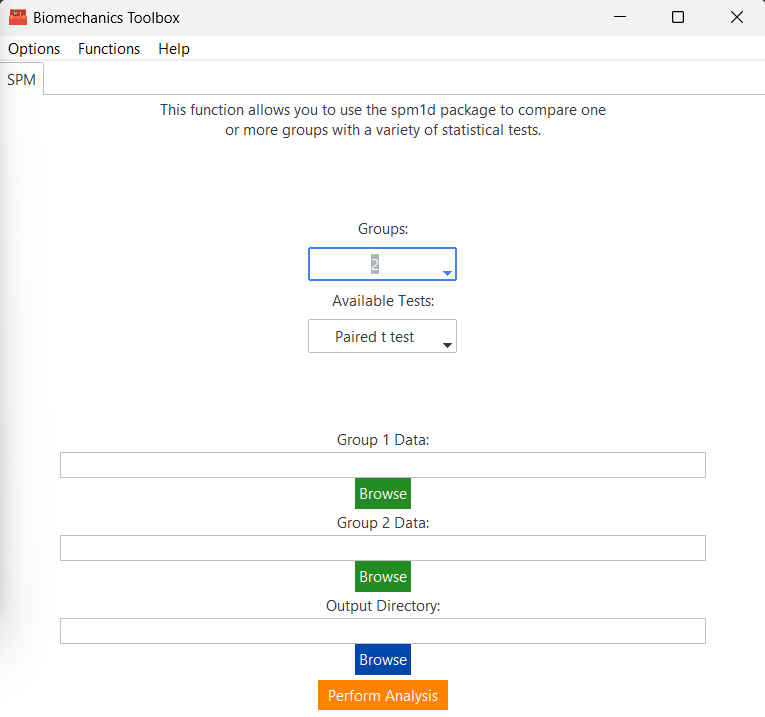 Biomechanics Toolbox
Options Functions Help
SPM
This function allows you to use the spm1d package to compare one
or more groups with a variety of statistical tests.
Groups:
2
Available Tests:
Paired t test
Group 1 Data:
Browse
Group 2 Data:
Browse
Output Directory:
Browse
Perform Analysis